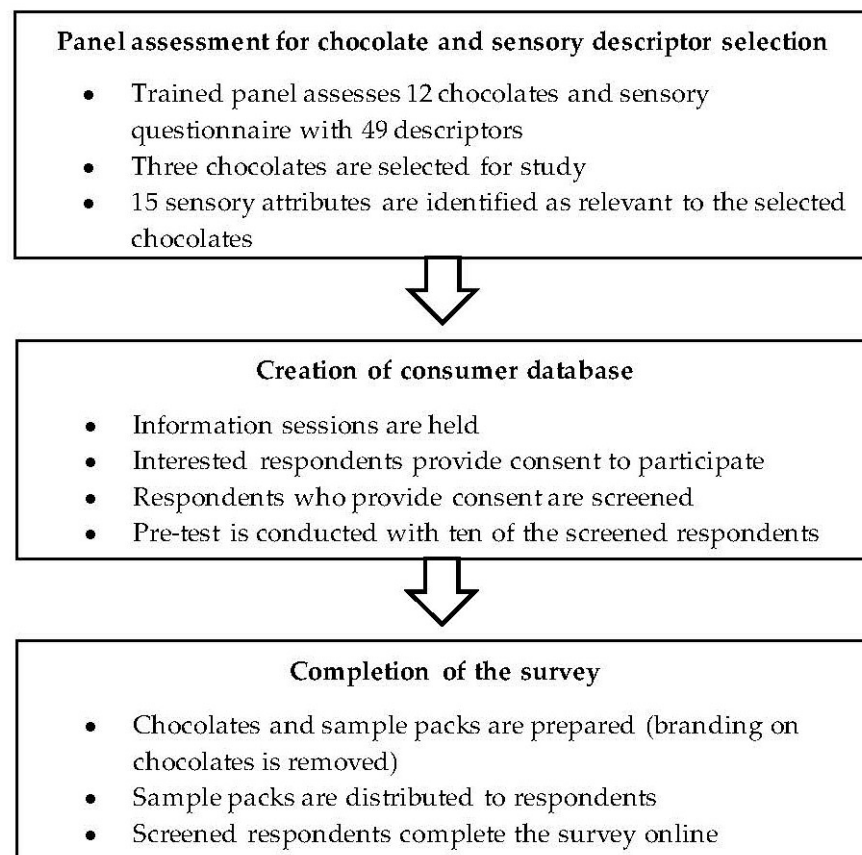 Panel assessment for chocolate and sensory descriptor selection
• Trained panel assesses 12 chocolates and sensory
questionnaire with 49 descriptors
• Three chocolates are selected for study
• 15 sensory attributes are identified as relevant to the selected
chocolates
Creation of consumer database
• Information sessions are held
• Interested respondents provide consent to participate
• Respondents who provide consent are screened
• Pre-test is conducted with ten of the screened respondents
Completion of the survey
• Chocolates and sample packs are prepared (branding on
chocolates is removed)
• Sample packs are distributed to respondents
• Screened respondents complete the survey online